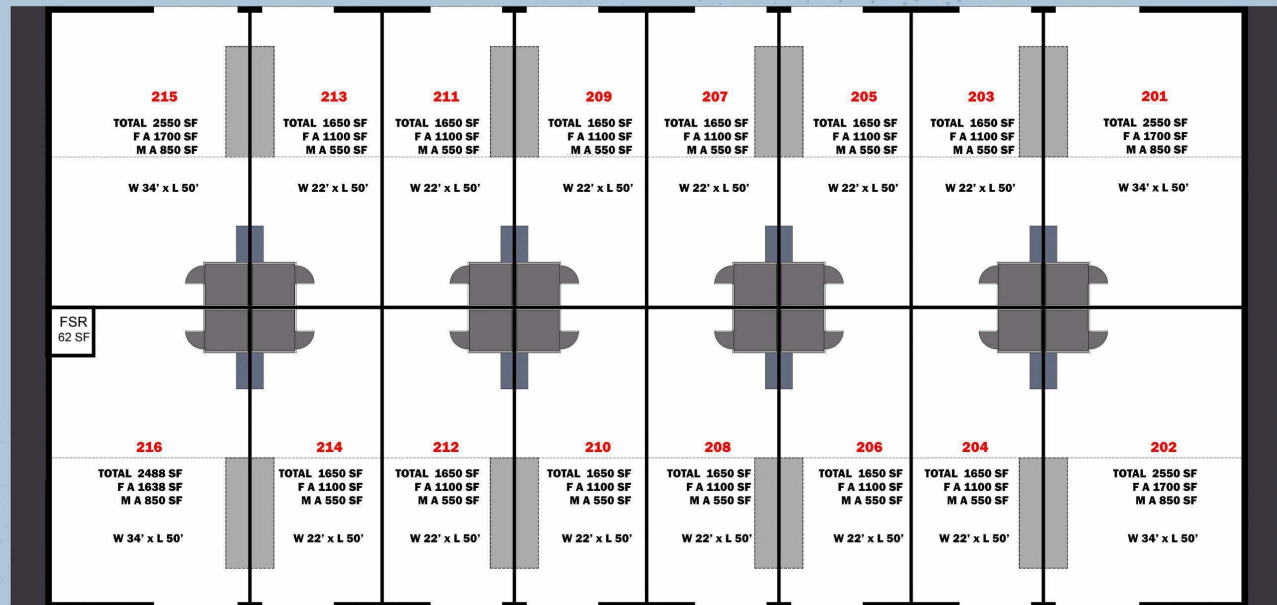 215
TOTAL 2550 SF
F A 1700 SF
M A 850 SF
W 34' x L 50'
213
TOTAL 1650 SF
F A 1100 SF
M A 550 SF
W 22' x L 50'
211
TOTAL 1650 SF
F A 1100 SF
M A 550 SF
W 22' x L 50'
209
TOTAL 1650 SF
F A 1100 SF
M A 550 SF
W 22' x L 50'
207
TOTAL 1650 SF
F A 1100 SF
M A 550 SF
W 22' x L 50'
205
TOTAL 1650 SF
F A 1100 SF
M A 550 SF
W 22' x L 50'
203
TOTAL 1650 SF
F A 1100 SF
M A 550 SF
W 22' x L 50'
201
TOTAL 2550 SF
F A 1700 SF
M A 850 SF
W 34' x L 50'
FSR
62 SF
216
TOTAL 2488 SF
F A 1638 SF
M A 850 SF
W 34' x L 50'
214
TOTAL 1650 SF
F A 1100 SF
M A 550 SF
W 22' x L 50'
212
TOTAL 1650 SF
F A 1100 SF
M A 550 SF
W 22' x L 50'
210
TOTAL 1650 SF
F A 1100 SF
M A 550 SF
W 22' x L 50'
208
TOTAL 1650 SF
F A 1100 SF
M A 550 SF
W 22' x L 50'
206
TOTAL 1650 SF
F A 1100 SF
M A 550 SF
W 22' x L 50'
204
TOTAL 1650 SF
F A 1100 SF
M A 550 SF
W 22' x L 50'
202
TOTAL 2550 SF
F A 1700 SF
M A 850 SF
W 34' x L 50'